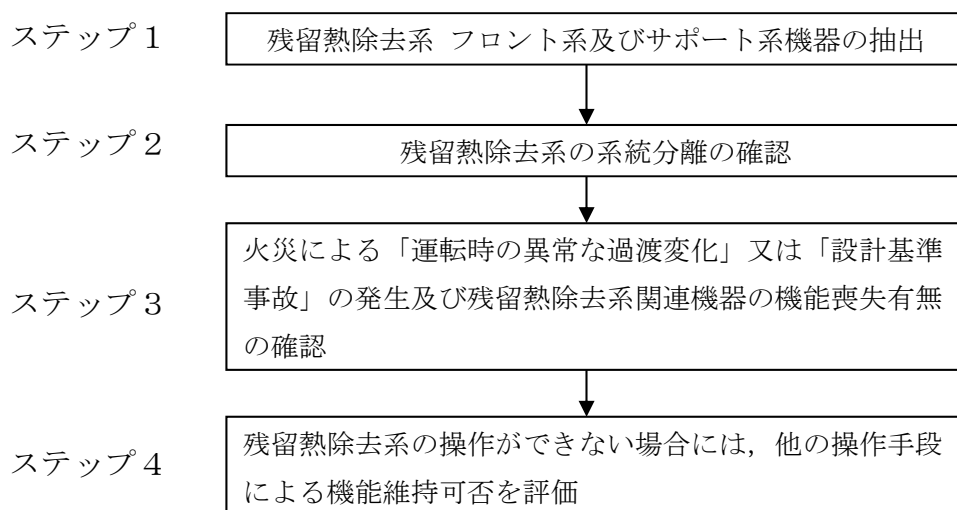 ステップ１
残留熱除去系 フロント系及びサポート系機器の抽出
ステップ２
残留熱除去系の系統分離の確認
ステップ３
火災による「運転時の異常な過渡変化」又は「設計基準
事故」の発生及び残留熱除去系関連機器の機能喪失有無
の確認
ステップ４
残留熱除去系の操作ができない場合には，他の操作手段
による機能維持可否を評価